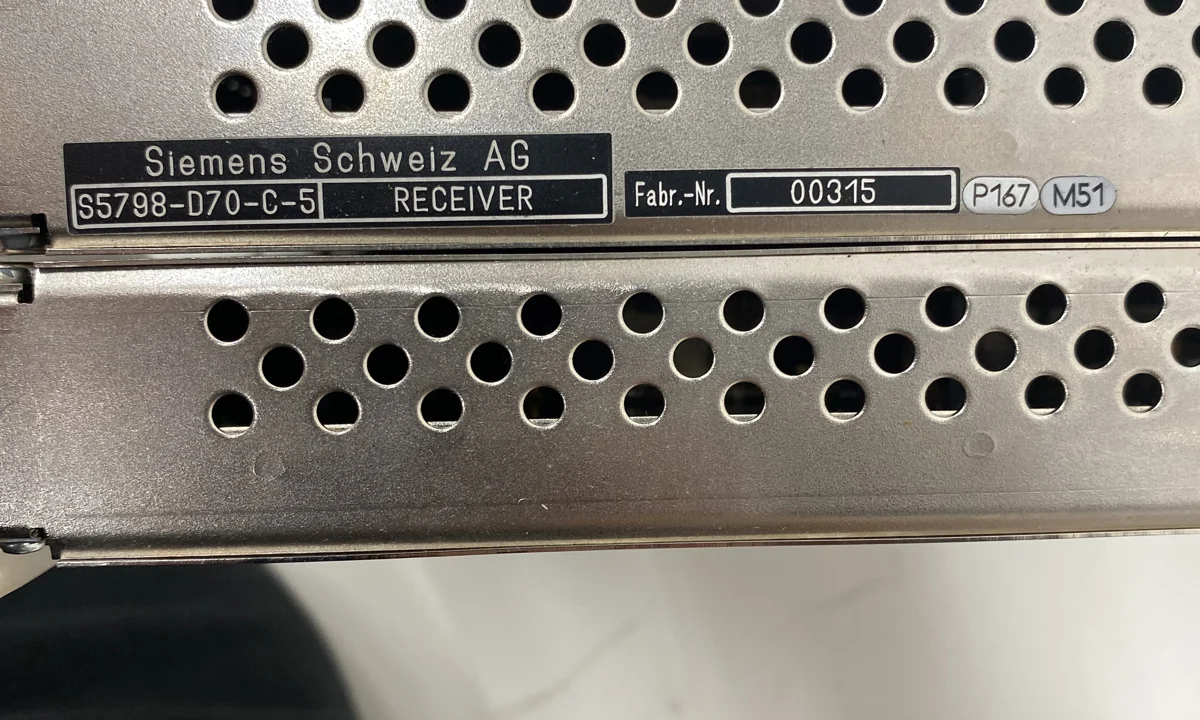 Siemens Schweiz AG
S5798-D70-C-5 RECEIVER
Fabr.-Nr. 00315 P167 M51